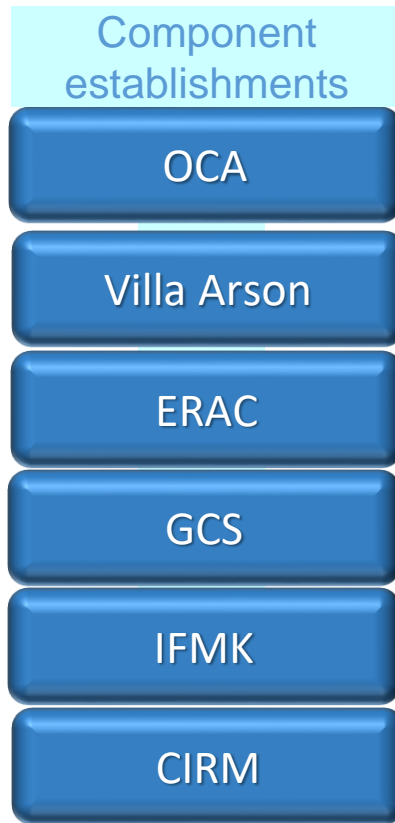 Component
establishments
OCA
Villa Arson
ERAC
GCS
IFMK
CIRM